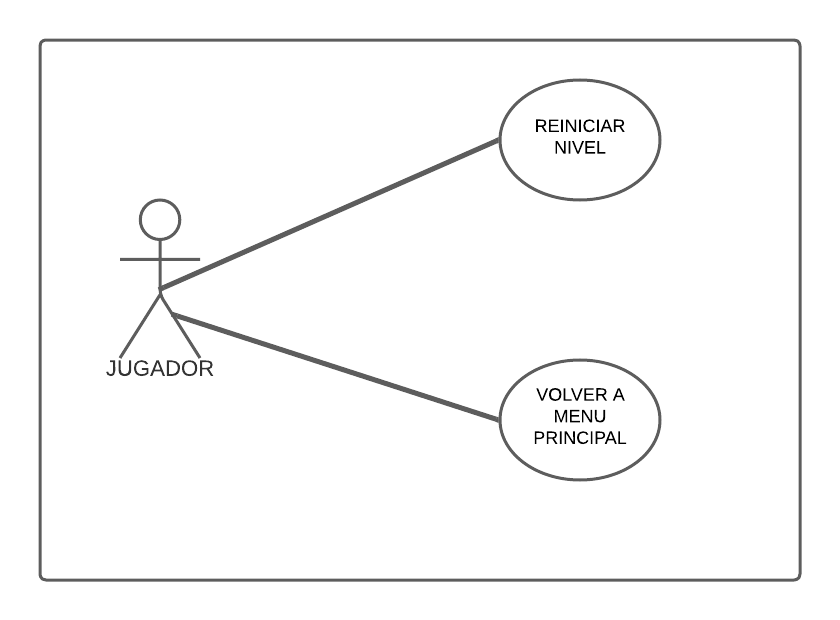 REINICIAR
NIVEL
JUGADOR
VOLVER A
MENU
PRINCIPAL